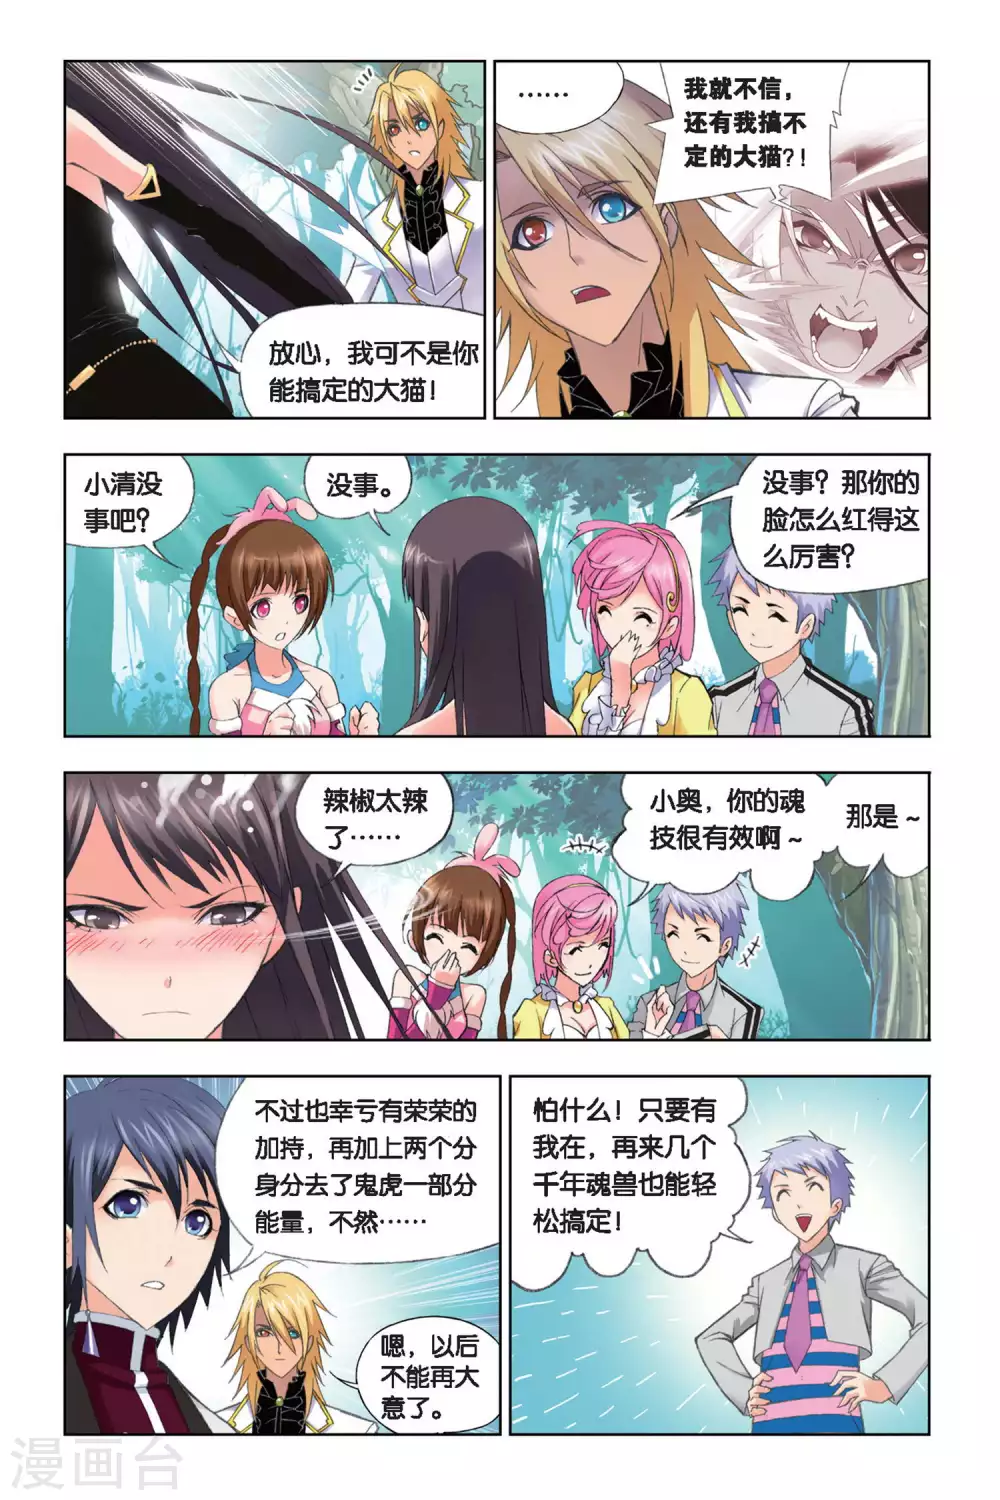 放心，我可不是你
能搞定的大猫！
……
我就不信，
还有我搞不
定的大猫？！
小清没
事吧？
没事。
没事？那你的
脸怎么红得这
么厉害？
辣椒太辣
了……
小奥，你的魂
技很有效啊～
那是～
不过也幸亏有荣荣的
加持，再加上两个分
身分去了鬼虎一部分
能量，不然……
嗯，以后
不能再大
意了。
怕什么！只要有
我在，再来几个
千年魂兽也能轻
松搞定！
漫画台